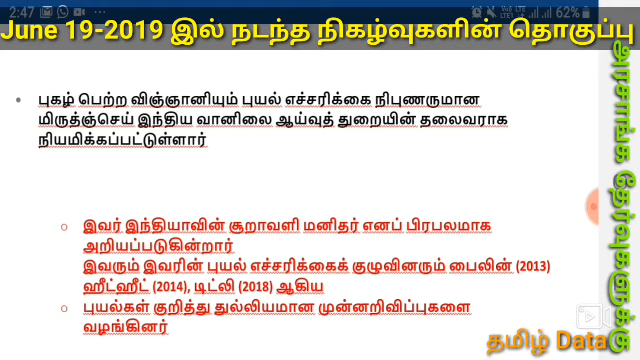 2:47
62%
June 19-2019 இல் நடந்த நிகழ்வுகளின் தொகுப்பு
• புகழ் பெற்ற விஞ்ஞானியும் புயல் எச்சரிக்கை நிபுணருமான
மிருத்ஞ்செய் இந்திய வானிலை ஆய்வுத் துறையின் தலைவராக
நியமிக்கப்பட்டுள்ளார்
○ இவர் இந்தியாவின் சூறாவளி மனிதர் எனப் பிரபலமாக
அறியப்படுகின்றார்
இவரும் இவரின் புயல் எச்சரிக்கைக் குழுவினரும் பைலின் (2013)
ஹீட்ஹீட் (2014), டிட்லி (2018) ஆகிய
○ புயல்கள் குறித்து துல்லியமான முன்னறிவிப்புகளை
வழங்கினர்
அரசாங்க தேர்வுகளுக்கு
தமிழ் Data